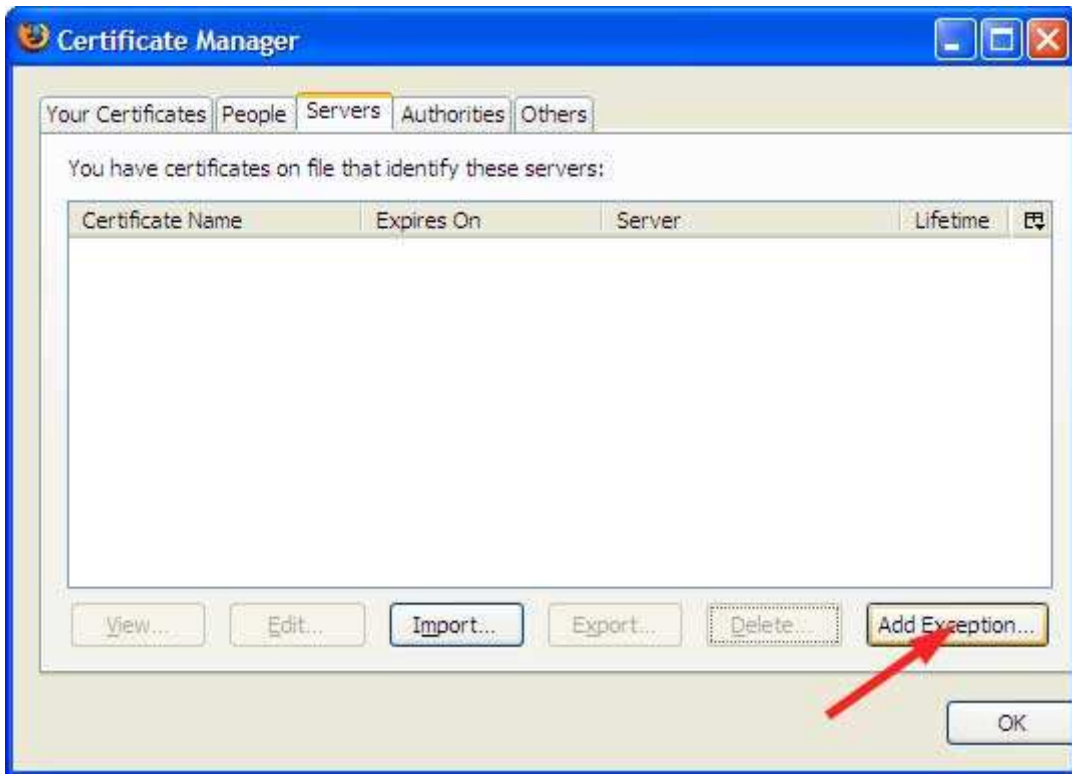 Certificate Manager
Your Certificates People Servers Authorities Others
You have certificates on file that identify these servers:
Certificate Name Expires On Server Lifetime
View... Edit... Import... Export... Delete... Add Exception...
OK